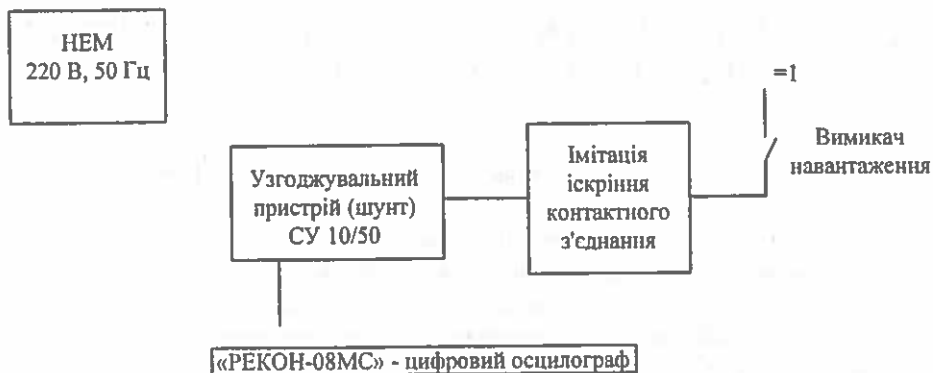 НЕМ
220 В, 50 Гц
=1
Вимикач
навантаження
Узгоджувальний
пристрій (шунт)
СУ 10/50
Імітація
іскріння
контактного
з'єднання
«РЕКОН-08МС» - цифровий осцилограф